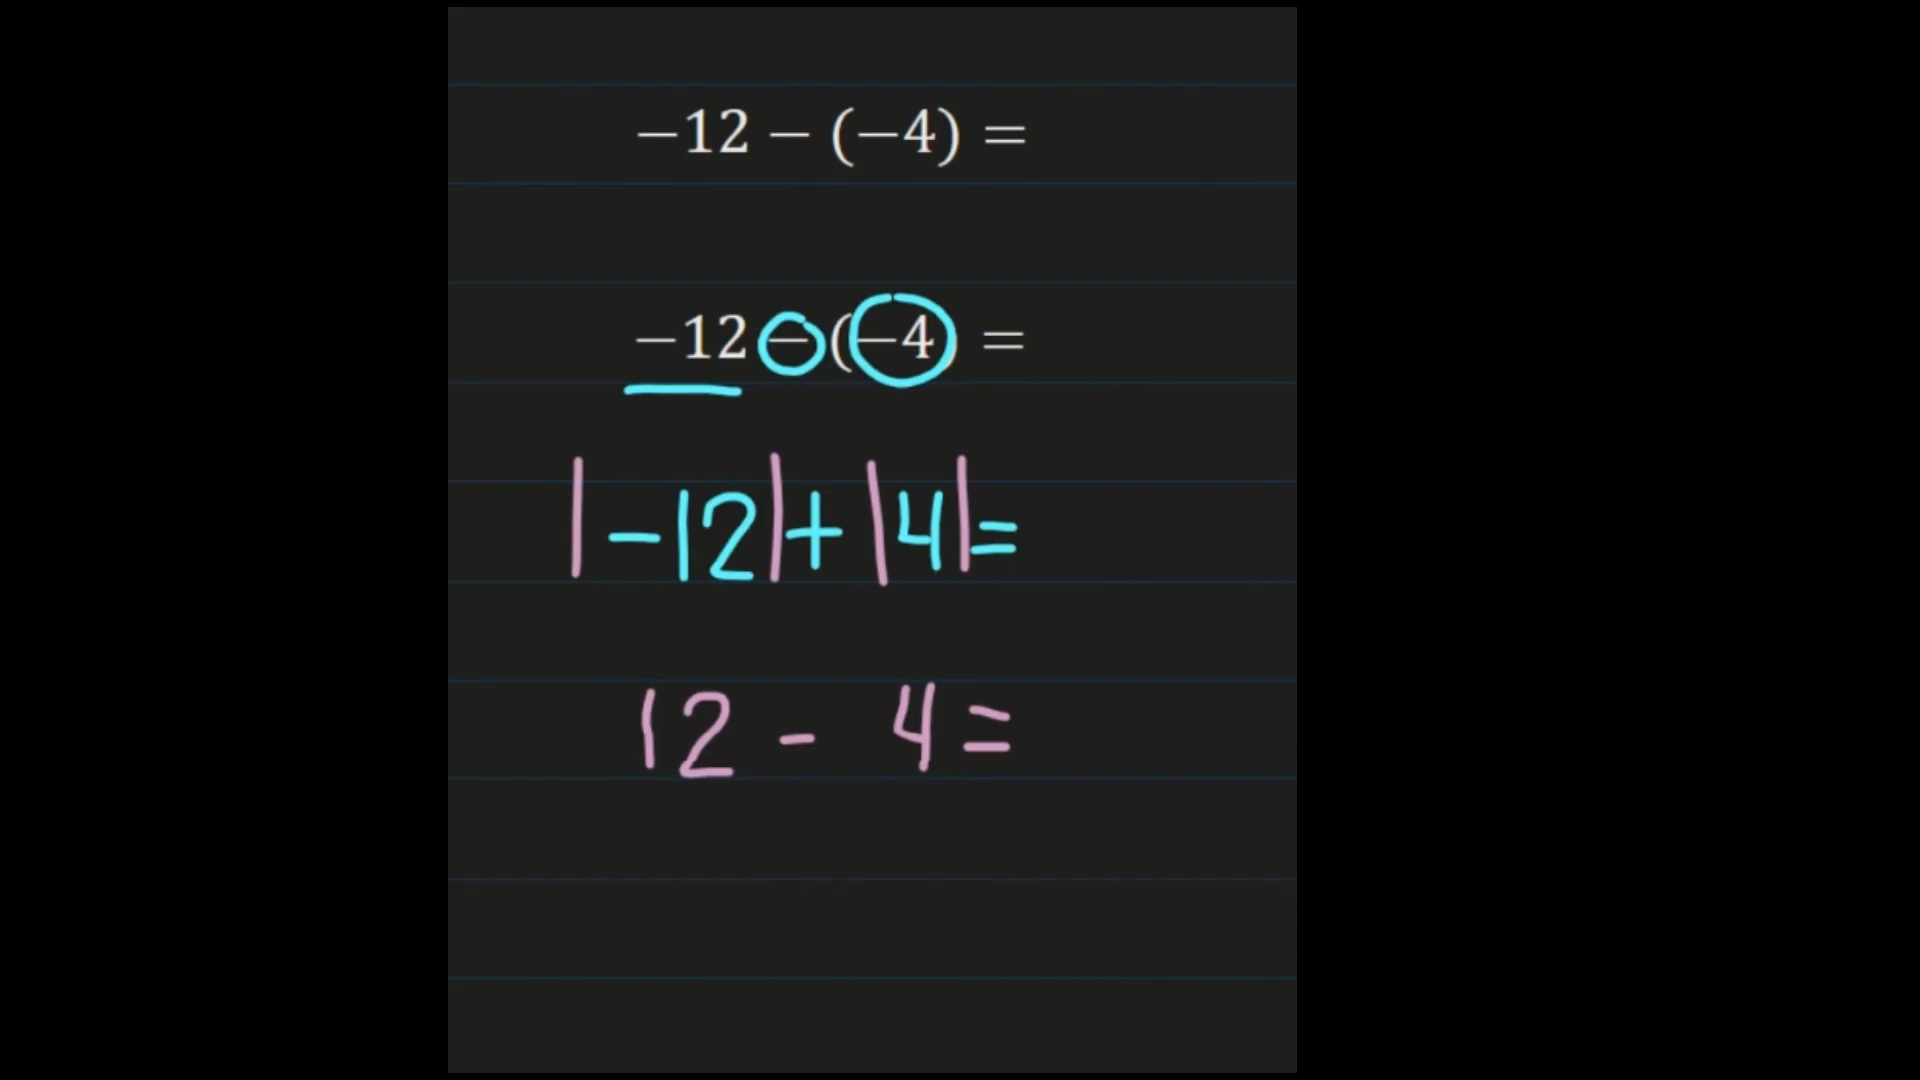 −12 − (−4) =
−12 − (−4) =
|-12| + |4| =
12 - 4 =